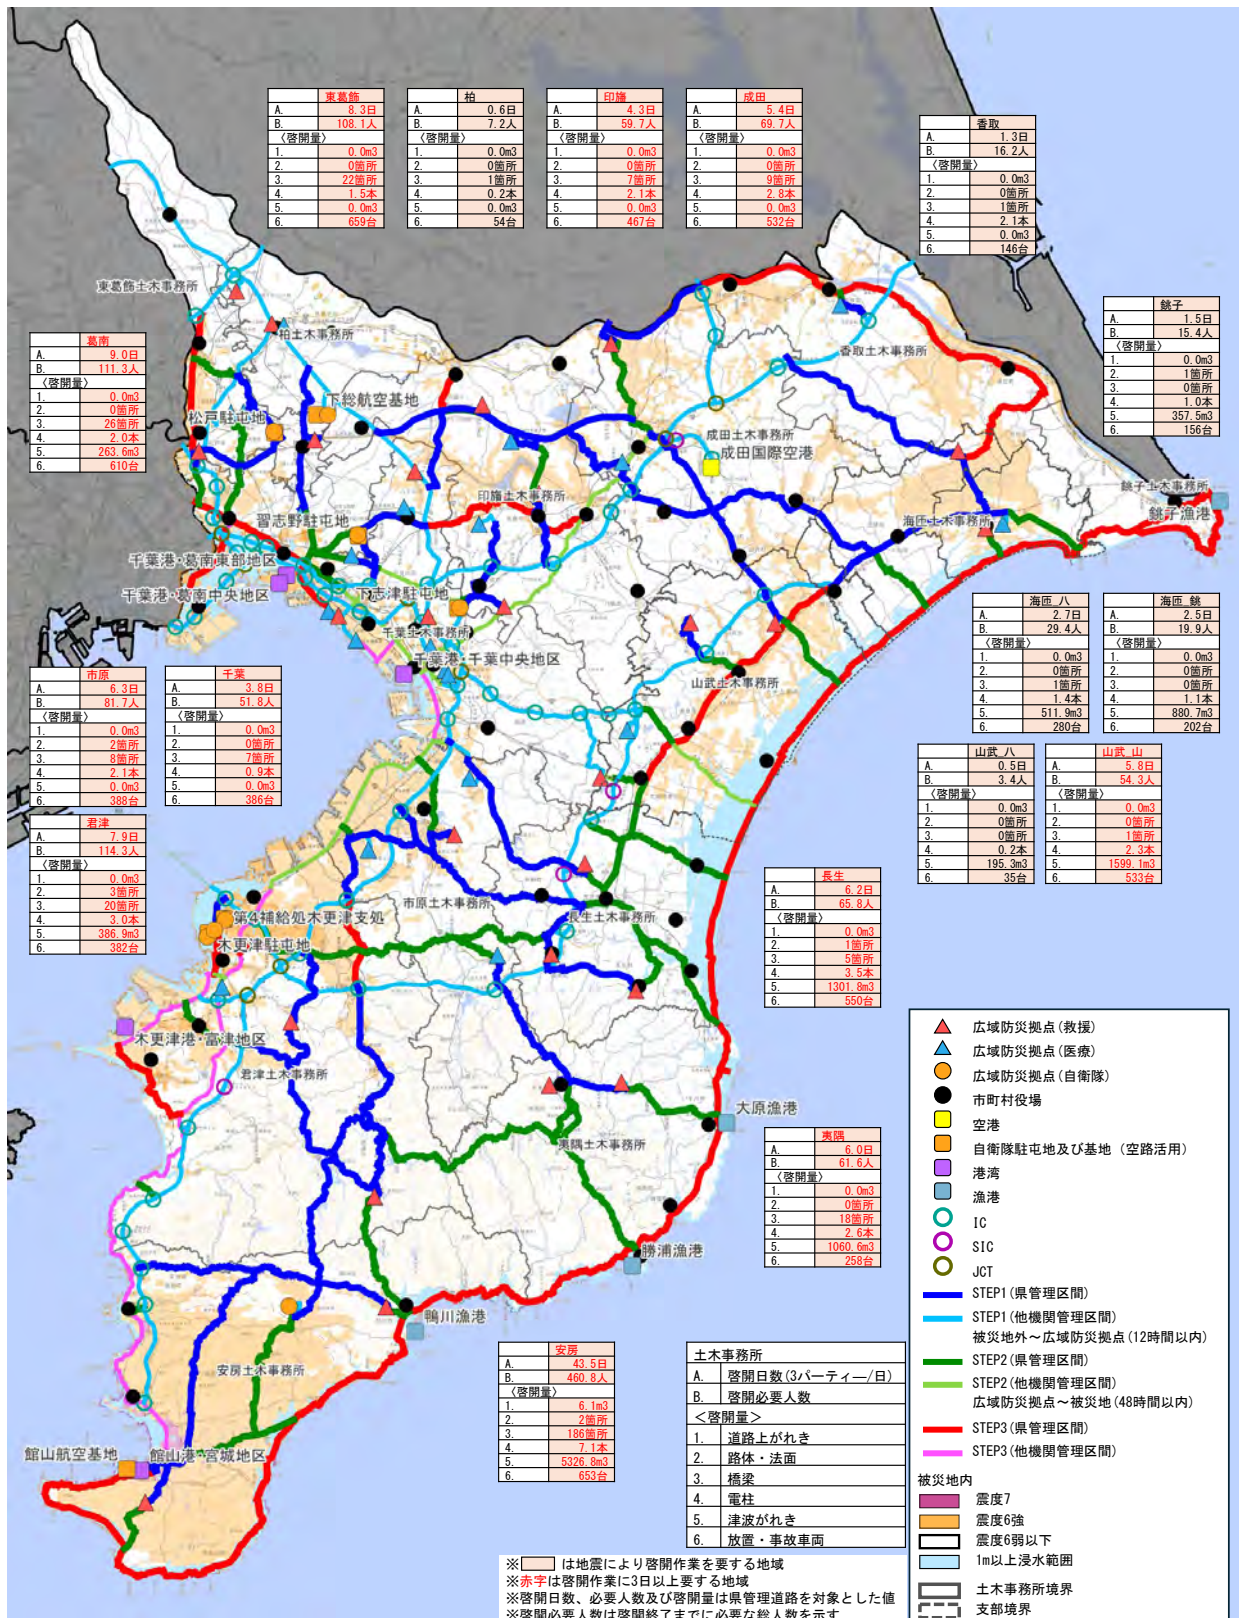 東葛飾
A. 8.3日
B. 108.1人
〈啓開量〉
1. 0.0m3
2. 0箇所
3. 22箇所
4. 1.5本
5. 0.0m3
6. 659台
柏
A. 0.6日
B. 7.2人
〈啓開量〉
1. 0.0m3
2. 0箇所
3. 1箇所
4. 0.2本
5. 0.0m3
6. 54台
印旛
A. 4.3日
B. 59.7人
〈啓開量〉
1. 0.0m3
2. 0箇所
3. 7箇所
4. 2.1本
5. 0.0m3
6. 467台
成田
A. 5.4日
B. 69.7人
〈啓開量〉
1. 0.0m3
2. 0箇所
3. 9箇所
4. 2.8本
5. 0.0m3
6. 532台
香取
A. 1.3日
B. 16.2人
〈啓開量〉
1. 0.0m3
2. 0箇所
3. 1箇所
4. 2.1本
5. 0.0m3
6. 146台
銚子
A. 1.5日
B. 15.4人
〈啓開量〉
1. 0.0m3
2. 1箇所
3. 0箇所
4. 1.0本
5. 357.5m3
6. 156台
葛南
A. 9.0日
B. 111.3人
〈啓開量〉
1. 0.0m3
2. 0箇所
3. 26箇所
4. 2.0本
5. 263.6m3
6. 610台
東葛飾土木事務所
柏土木事務所
香取土木事務所
下総航空基地
松戸駐屯地
成田土木事務所
成田国際空港
印旛土木事務所
銚子土木事務所
銚子漁港
海匝土木事務所
習志野駐屯地
千葉港・葛南東部地区
千葉港・葛南中央地区
下志津駐屯地
千葉土木事務所
千葉港・千葉中央地区
山武土木事務所
海匝_八
A. 2.7日
B. 29.4人
〈啓開量〉
1. 0.0m3
2. 0箇所
3. 1箇所
4. 1.4本
5. 511.9m3
6. 280台
海匝_銚
A. 2.5日
B. 19.9人
〈啓開量〉
1. 0.0m3
2. 0箇所
3. 0箇所
4. 1.1本
5. 880.7m3
6. 202台
市原
A. 6.3日
B. 81.7人
〈啓開量〉
1. 0.0m3
2. 2箇所
3. 8箇所
4. 2.1本
5. 0.0m3
6. 388台
千葉
A. 3.8日
B. 51.8人
〈啓開量〉
1. 0.0m3
2. 0箇所
3. 7箇所
4. 0.9本
5. 0.0m3
6. 386台
山武_八
A. 0.5日
B. 3.4人
〈啓開量〉
1. 0.0m3
2. 0箇所
3. 0箇所
4. 0.2本
5. 195.3m3
6. 35台
山武_山
A. 5.8日
B. 54.3人
〈啓開量〉
1. 0.0m3
2. 0箇所
3. 1箇所
4. 2.3本
5. 1599.1m3
6. 533台
君津
A. 7.9日
B. 114.3人
〈啓開量〉
1. 0.0m3
2. 3箇所
3. 20箇所
4. 3.0本
5. 386.9m3
6. 382台
長生
A. 6.2日
B. 65.8人
〈啓開量〉
1. 0.0m3
2. 1箇所
3. 5箇所
4. 3.5本
5. 1301.8m3
6. 550台
市原土木事務所
長生土木事務所
第4補給処木更津支処
木更津駐屯地
木更津港・富津地区
君津土木事務所
大原漁港
夷隅土木事務所
夷隅
A. 6.0日
B. 61.6人
〈啓開量〉
1. 0.0m3
2. 0箇所
3. 18箇所
4. 2.6本
5. 1060.6m3
6. 258台
勝浦漁港
鴨川漁港
安房土木事務所
館山航空基地
館山港・宮城地区
安房
A. 43.5日
B. 460.8人
〈啓開量〉
1. 6.1m3
2. 2箇所
3. 186箇所
4. 7.1本
5. 5326.8m3
6. 653台
土木事務所
A. 啓開日数(3パーティ―/日)
B. 啓開必要人数
＜啓開量＞
1. 道路上がれき
2. 路体・法面
3. 橋梁
4. 電柱
5. 津波がれき
6. 放置・事故車両
広域防災拠点(救援)
広域防災拠点(医療)
広域防災拠点(自衛隊)
市町村役場
空港
自衛隊駐屯地及び基地（空路活用)
港湾
漁港
IC
SIC
JCT
STEP1(県管理区間)
STEP1(他機関管理区間)
被災地外～広域防災拠点(12時間以内)
STEP2(県管理区間)
STEP2(他機関管理区間)
広域防災拠点～被災地(48時間以内)
STEP3(県管理区間)
STEP3(他機関管理区間)
被災地内
震度7
震度6強
震度6弱以下
1m以上浸水範囲
土木事務所境界
支部境界
※ は地震により啓開作業を要する地域
※赤字は啓開作業に3日以上要する地域
※啓開日数、必要人数及び啓開量は県管理道路を対象とした値
※啓開必要人数は啓開終了までに必要な総人数を示す